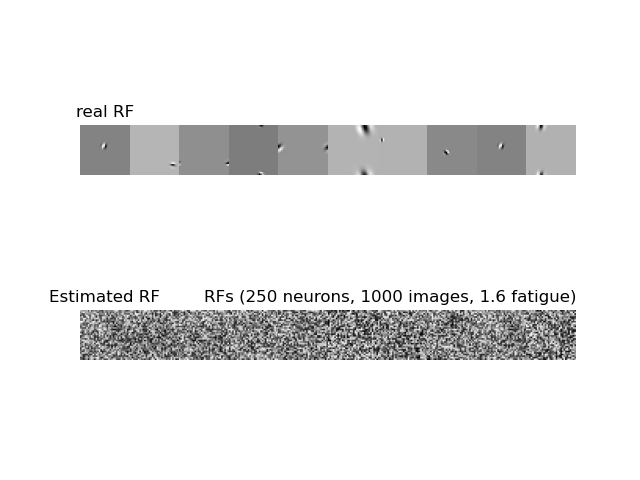 real RF
Estimated RF
RFs (250 neurons, 1000 images, 1.6 fatigue)